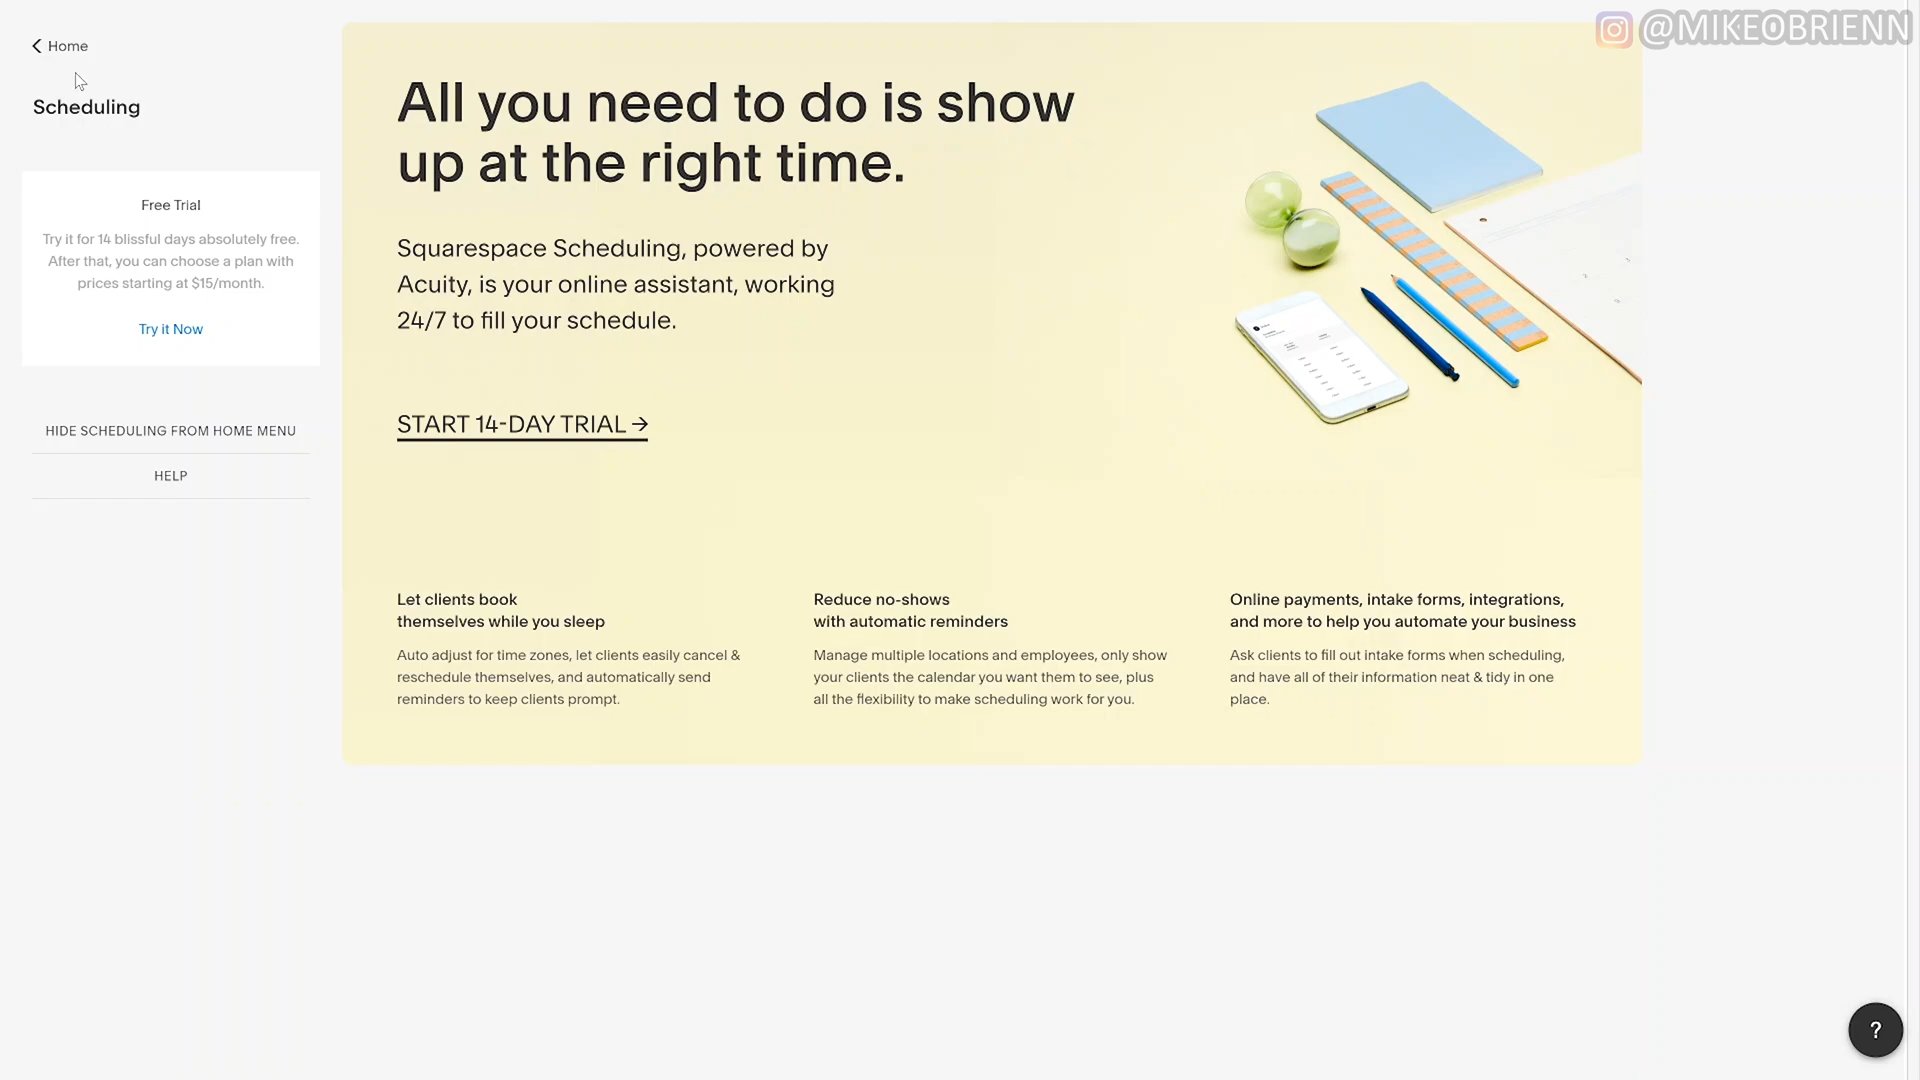 @MIKEOBRIENN
Home
Scheduling
Free Trial
Try it for 14 blissful days absolutely free.
After that, you can choose a plan with
prices starting at $15/month.
Try it Now
HIDE SCHEDULING FROM HOME MENU
HELP
All you need to do is show
up at the right time.
Squarespace Scheduling, powered by
Acuity, is your online assistant, working
24/7 to fill your schedule.
START 14-DAY TRIAL →
Let clients book
themselves while you sleep
Auto adjust for time zones, let clients easily cancel &
reschedule themselves, and automatically send
reminders to keep clients prompt.
Reduce no-shows
with automatic reminders
Manage multiple locations and employees, only show
your clients the calendar you want them to see, plus
all the flexibility to make scheduling work for you.
Online payments, intake forms, integrations,
and more to help you automate your business
Ask clients to fill out intake forms when scheduling,
and have all of their information neat & tidy in one
place.
?